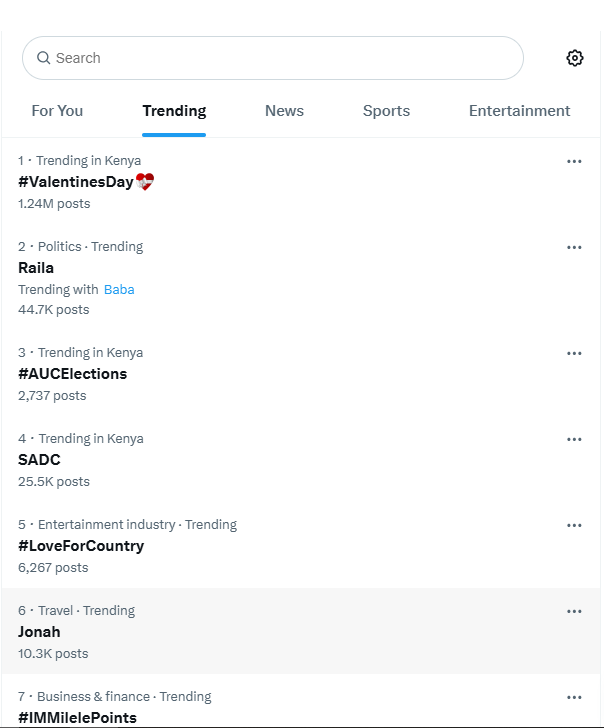 Search
For You Trending News Sports Entertainment
1 · Trending in Kenya
#ValentinesDay
1.24M posts
2 · Politics · Trending
Raila
Trending with Baba
44.7K posts
3 · Trending in Kenya
#AUCElections
2,737 posts
4 · Trending in Kenya
SADC
25.5K posts
5 · Entertainment industry · Trending
#LoveForCountry
6,267 posts
6 · Travel · Trending
Jonah
10.3K posts
7 · Business & finance · Trending
#IMMilelePoints